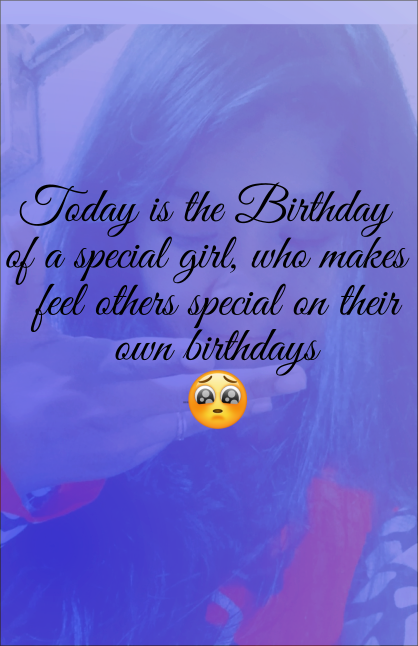 Today is the Birthday
of a special girl, who makes
feel others special on their
own birthdays
🥺